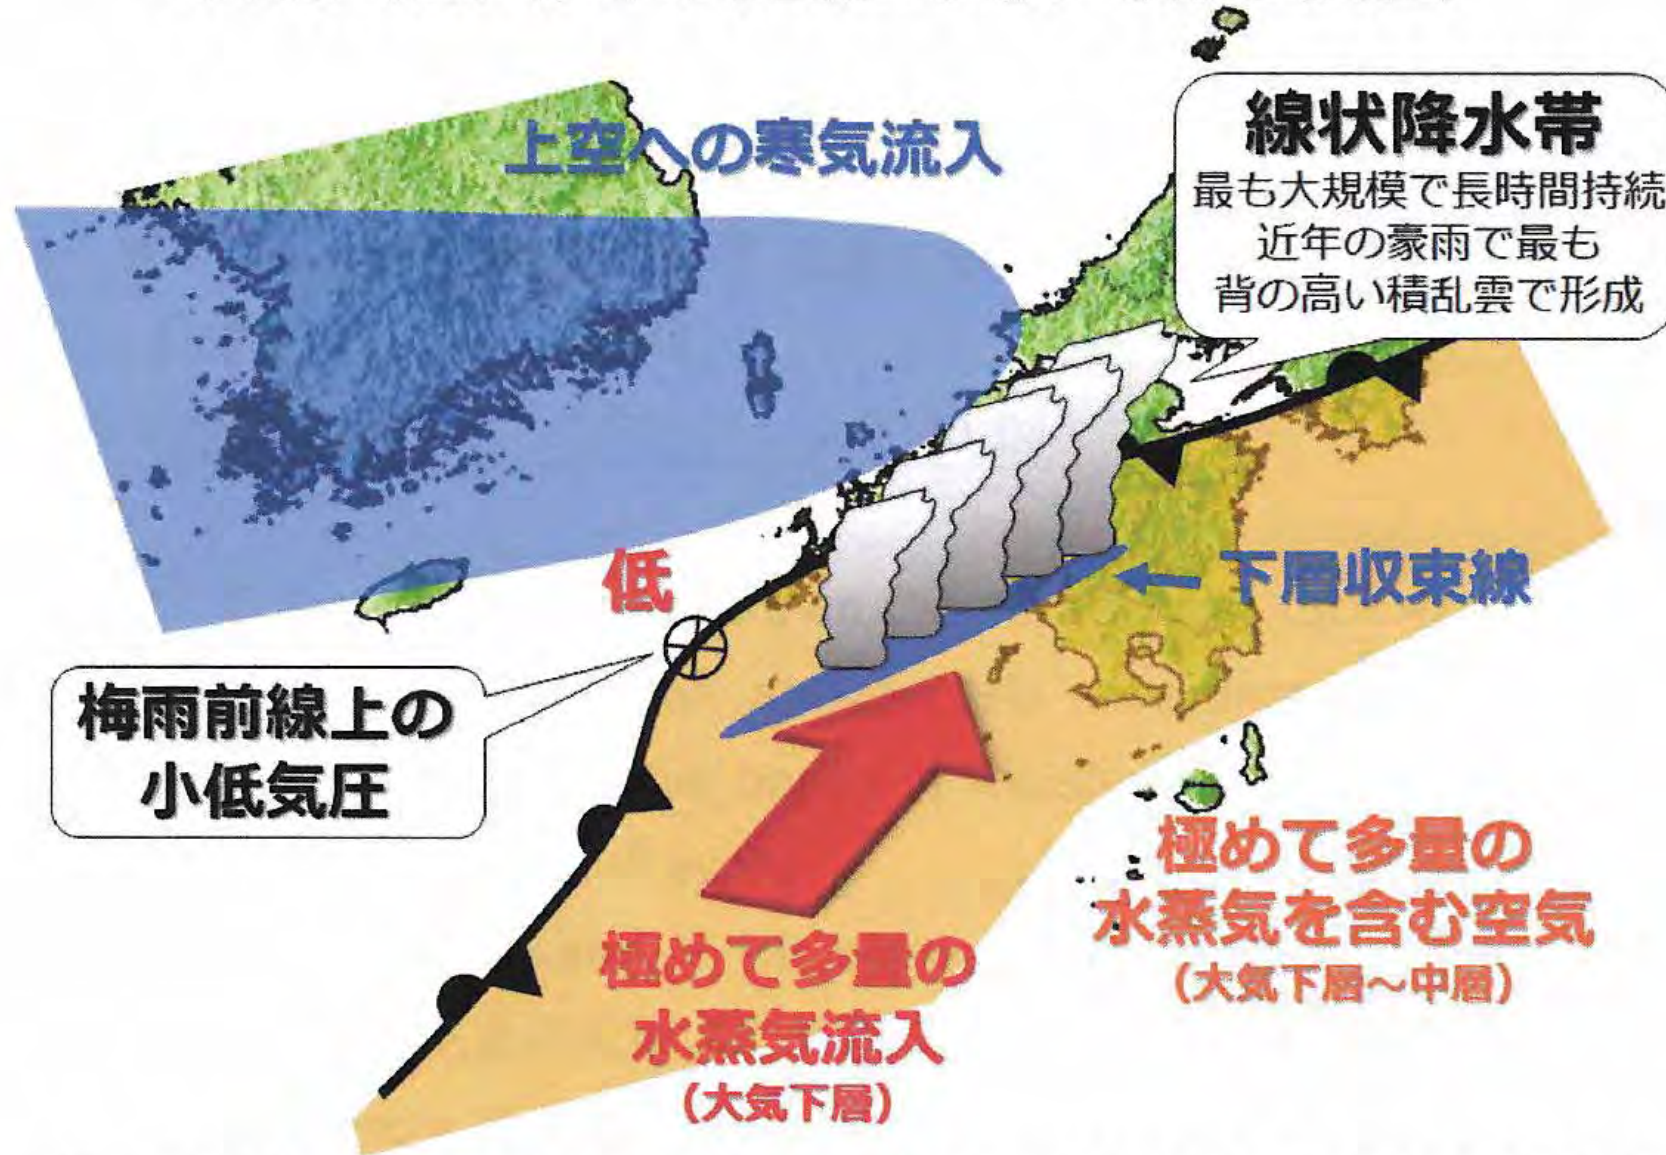 上空への寒気流入
線状降水帯
最も大規模で長時間持続
近年の豪雨で最も
背の高い積乱雲で形成
低
下層収束線
梅雨前線上の
小低気圧
極めて多量の
水蒸気を含む空気
(大気下層～中層)
極めて多量の
水蒸気流入
(大気下層)